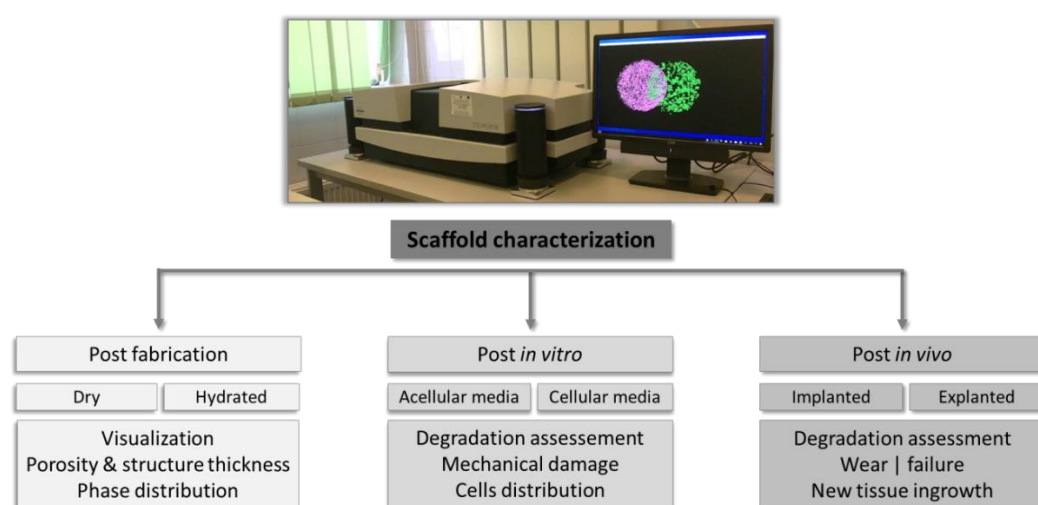 Scaffold characterization
Post fabrication
Dry
Hydrated
Visualization
Porosity & structure thickness
Phase distribution
Post in vitro
Acellular media
Cellular media
Degradation assessement
Mechanical damage
Cells distribution
Post in vivo
Implanted
Explanted
Degradation assessment
Wear | failure
New tissue ingrowth